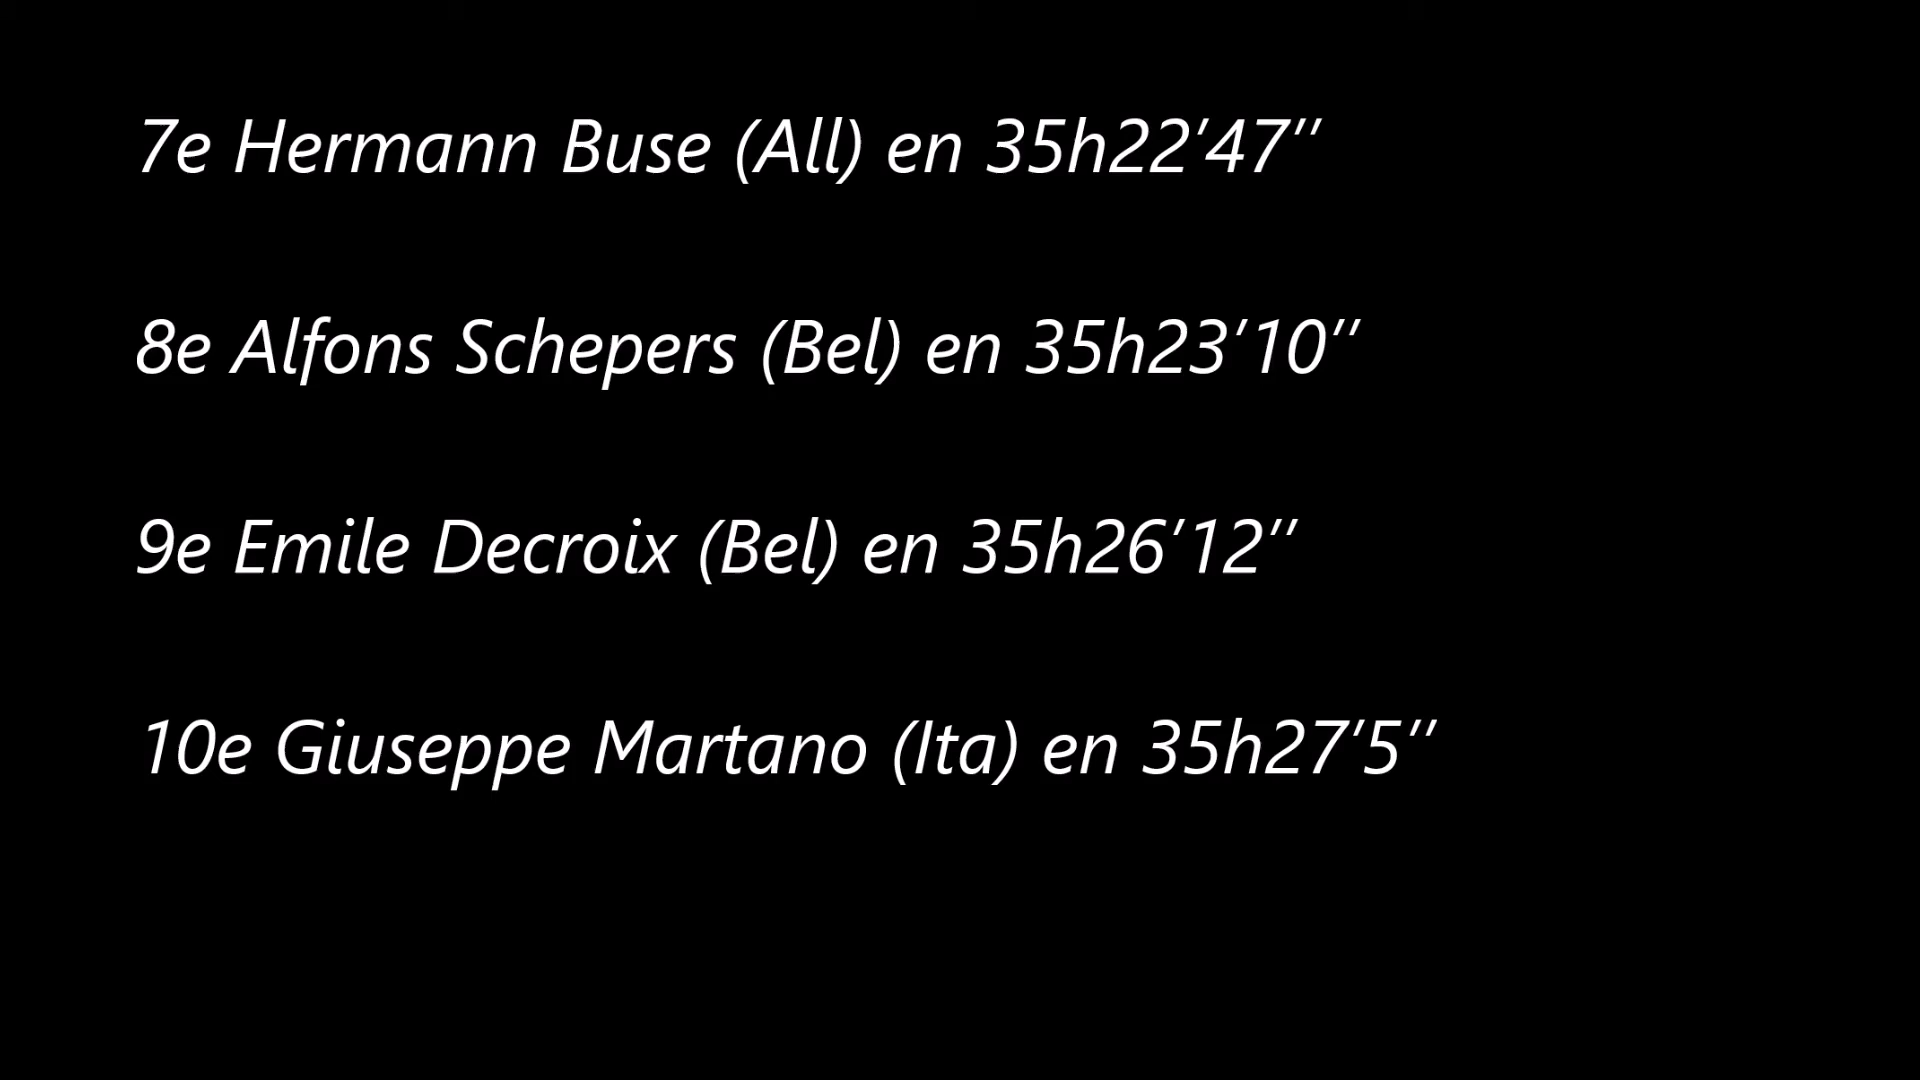 7e Hermann Buse (All) en 35h22’47’’
8e Alfons Schepers (Bel) en 35h23’10’’
9e Emile Decroix (Bel) en 35h26’12’’
10e Giuseppe Martano (Ita) en 35h27’5’’